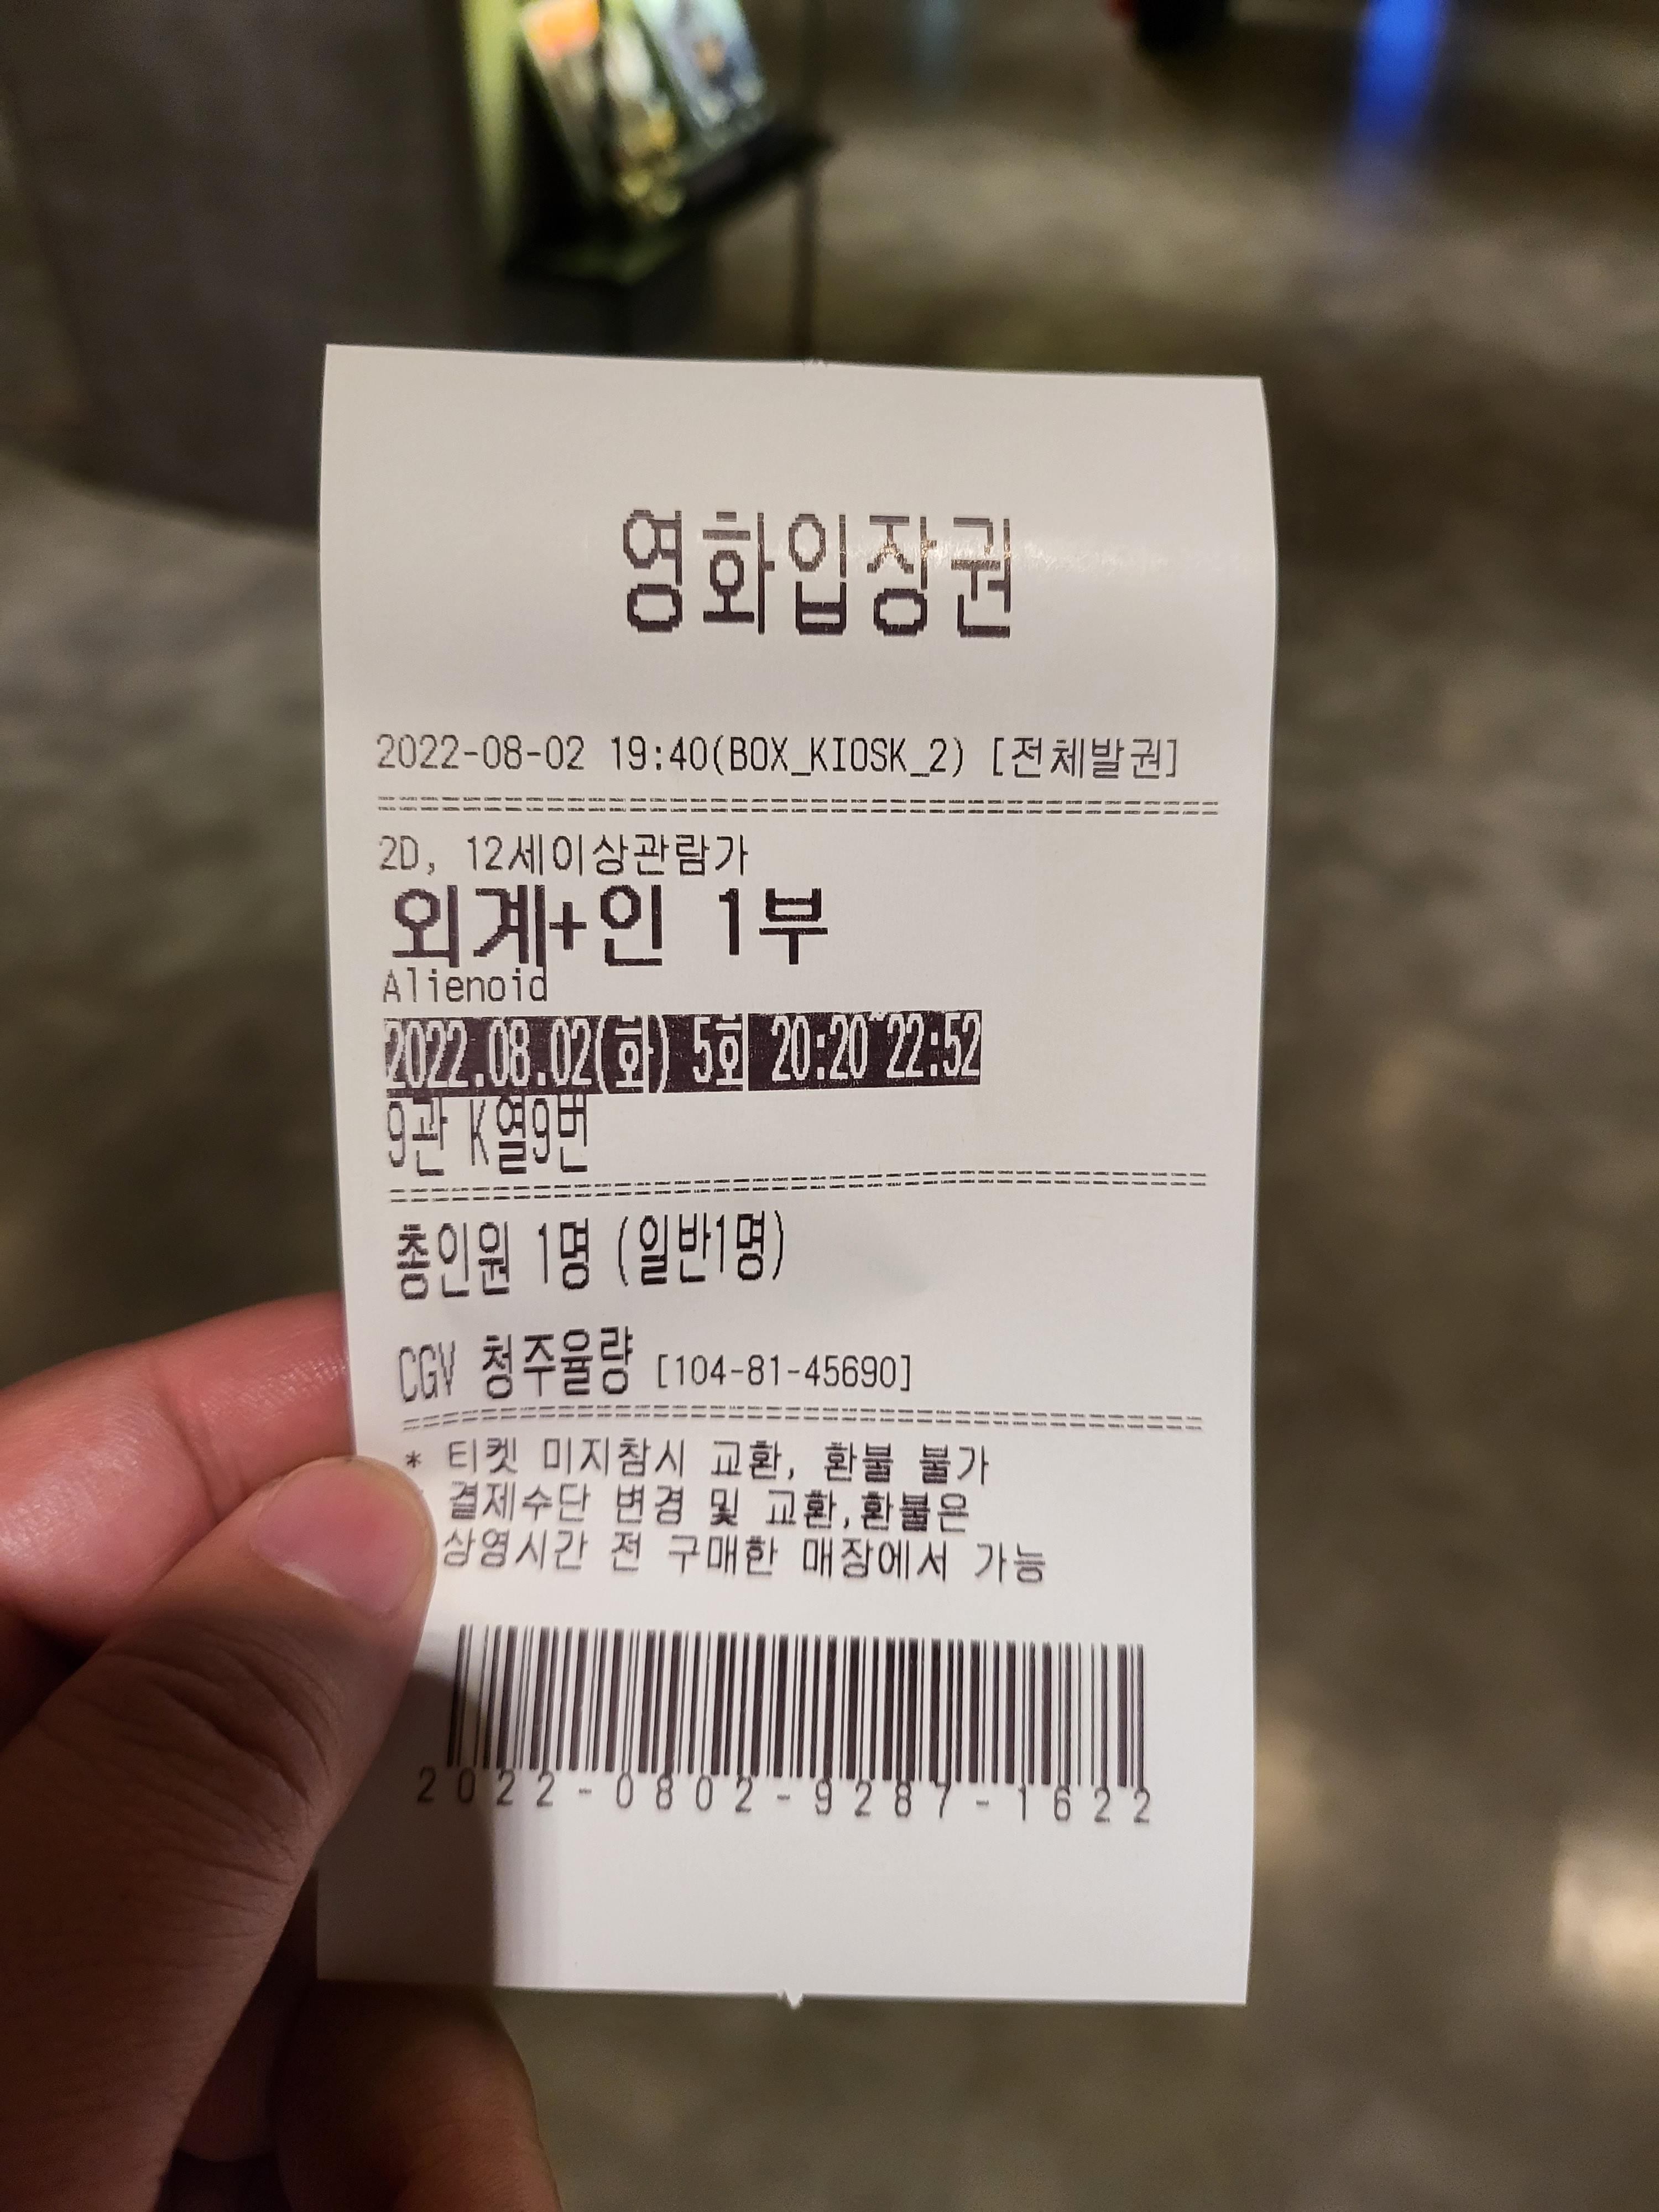 영화입장권
2022-08-02 19:40(BOX_KIOSK_2) [전체발권]
2D, 12세이상관람가
외계+인 1부
Alienoid
2022.08.02(화) 5회 20:20~22:52
9관 K열9번
총인원 1명 (일반1명)
CGV 청주율량 [104-81-45690]
* 티켓 미지참시 교환, 환불 불가
결제수단 변경 및 교환,환불은
상영시간 전 구매한 매장에서 가능
2022-0802-9287-1622